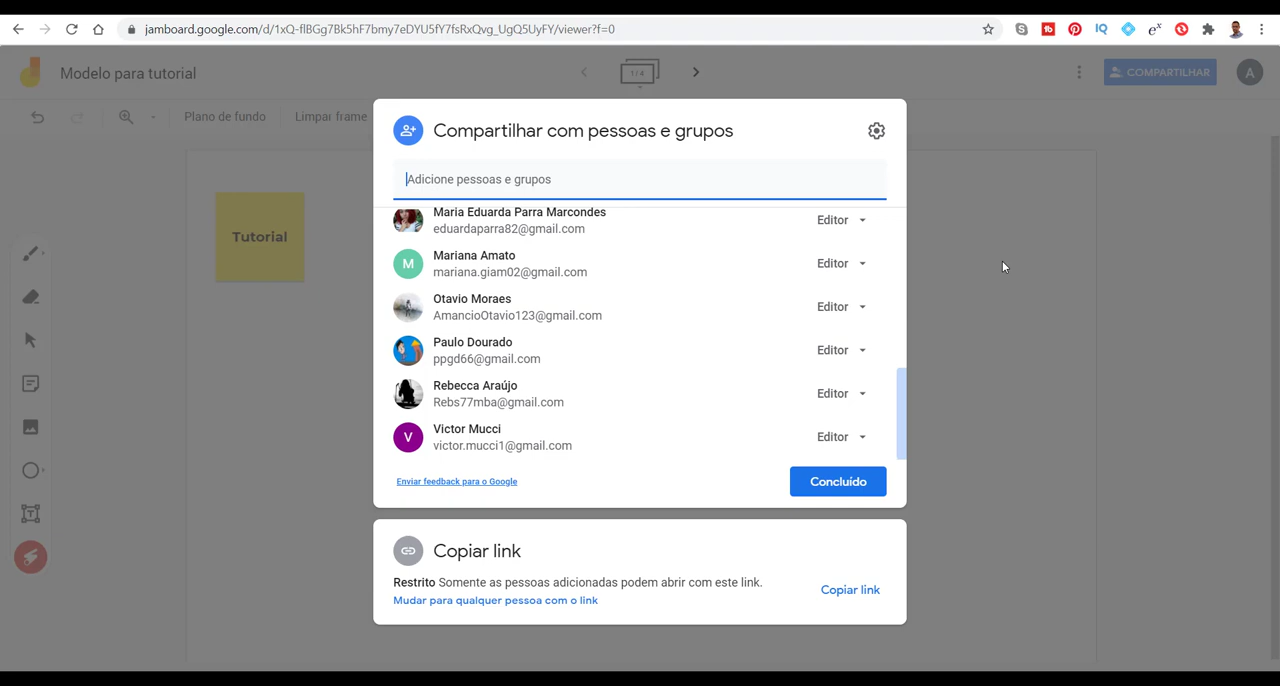 jamboard.google.com/d/1xQ-flBGg7Bk5hF7bmy7eDYU5fY7fsRxQvg_UgQ5UyFY/viewer?f=0
Modelo para tutorial
1/4
COMPARTILHAR
A
Plano de fundo
Limpar frame
Tutorial
Compartilhar com pessoas e grupos
Adicione pessoas e grupos
Maria Eduarda Parra Marcondes
eduardaparra82@gmail.com
Editor
M
Mariana Amato
mariana.giam02@gmail.com
Editor
Otavio Moraes
AmancioOtavio123@gmail.com
Editor
Paulo Dourado
ppgd66@gmail.com
Editor
Rebecca Araújo
Rebs77mba@gmail.com
Editor
V
Victor Mucci
victor.mucci1@gmail.com
Editor
Enviar feedback para o Google
Concluído
Copiar link
Restrito Somente as pessoas adicionadas podem abrir com este link.
Mudar para qualquer pessoa com o link
Copiar link